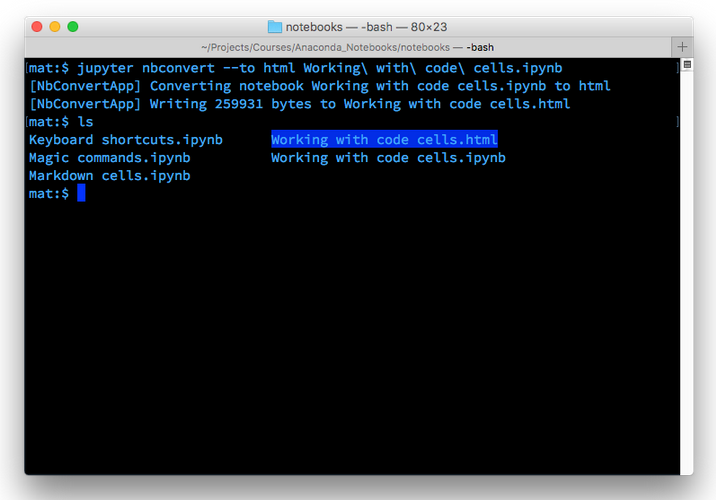 notebooks — -bash — 80×23
~/Projects/Courses/Anaconda_Notebooks/notebooks — -bash
[mat:$ jupyter nbconvert --to html Working\ with\ code\ cells.ipynb ]
[NbConvertApp] Converting notebook Working with code cells.ipynb to html
[NbConvertApp] Writing 259931 bytes to Working with code cells.html
[mat:$ ls ]
Keyboard shortcuts.ipynb Working with code cells.html
Magic commands.ipynb Working with code cells.ipynb
Markdown cells.ipynb
mat:$